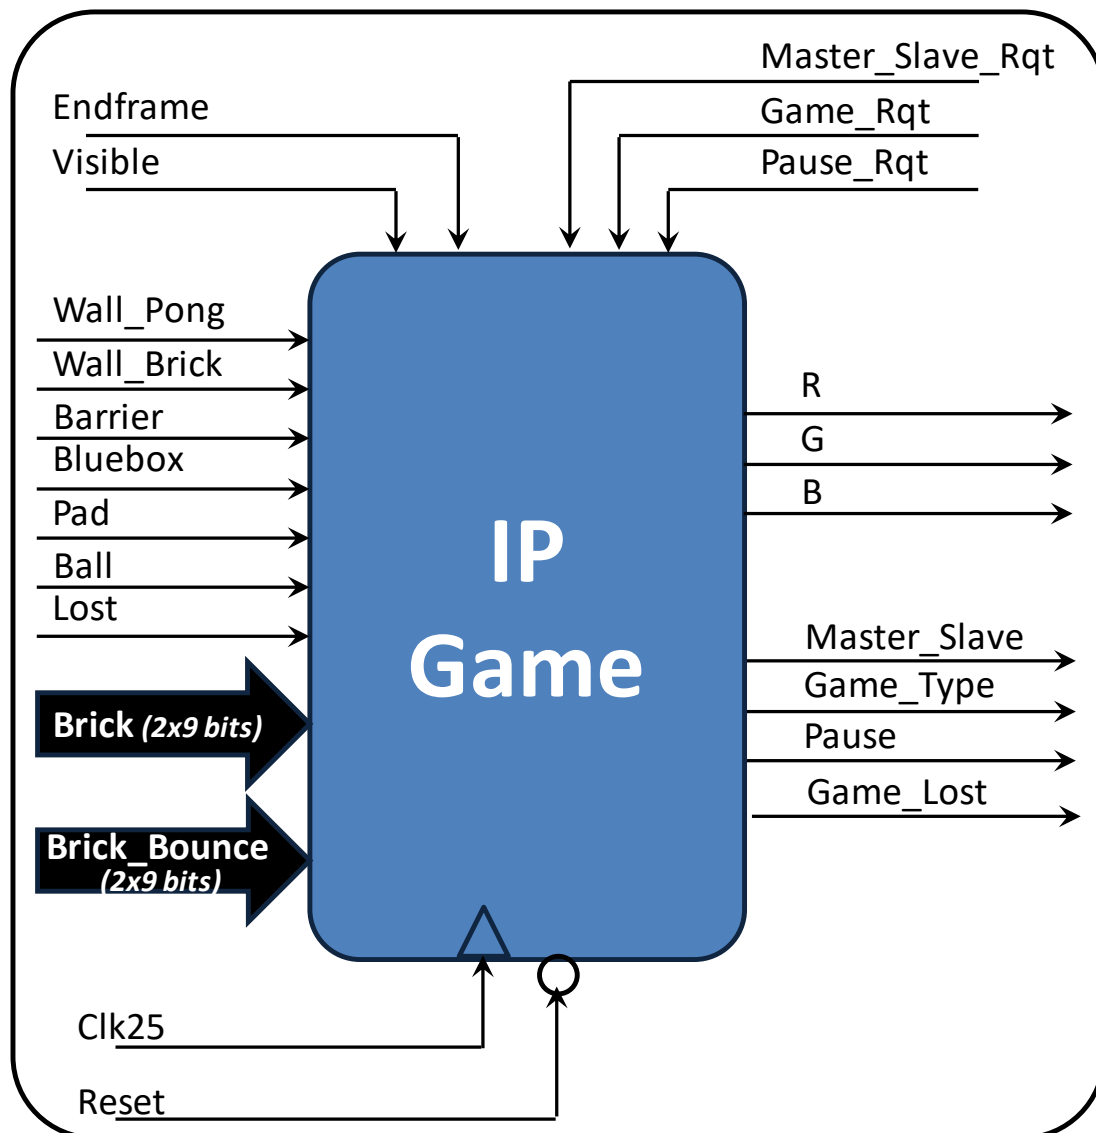 Master_Slave_Rqt
Endframe
Game_Rqt
Visible
Pause_Rqt
Wall_Pong
Wall_Brick
Barrier
Bluebox
Pad
Ball
Lost
Brick (2x9 bits)
Brick_Bounce
(2x9 bits)
IP
Game
R
G
B
Master_Slave
Game_Type
Pause
Game_Lost
Clk25
Reset